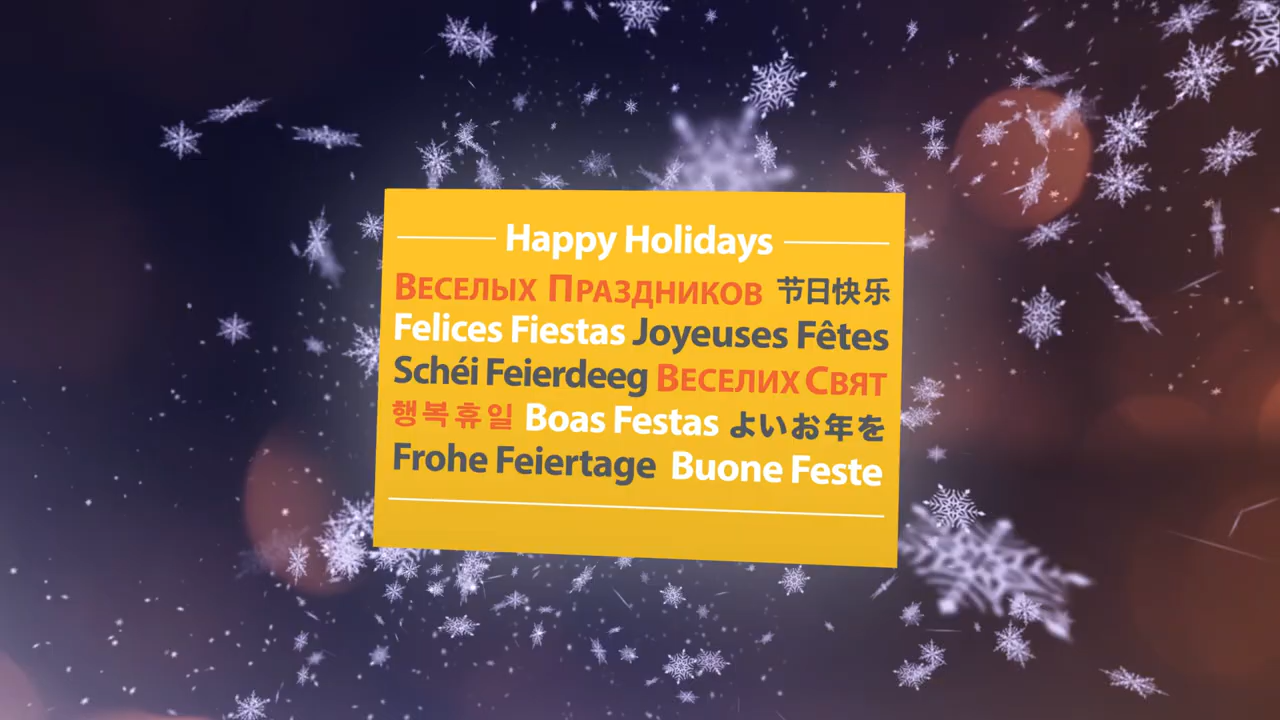 Happy Holidays
Веселых Праздников 节日快乐
Felices Fiestas Joyeuses Fêtes
Schéi Feierdeeg Веселих Свят
행복휴일 Boas Festas よいお年を
Frohe Feiertage Buone Feste